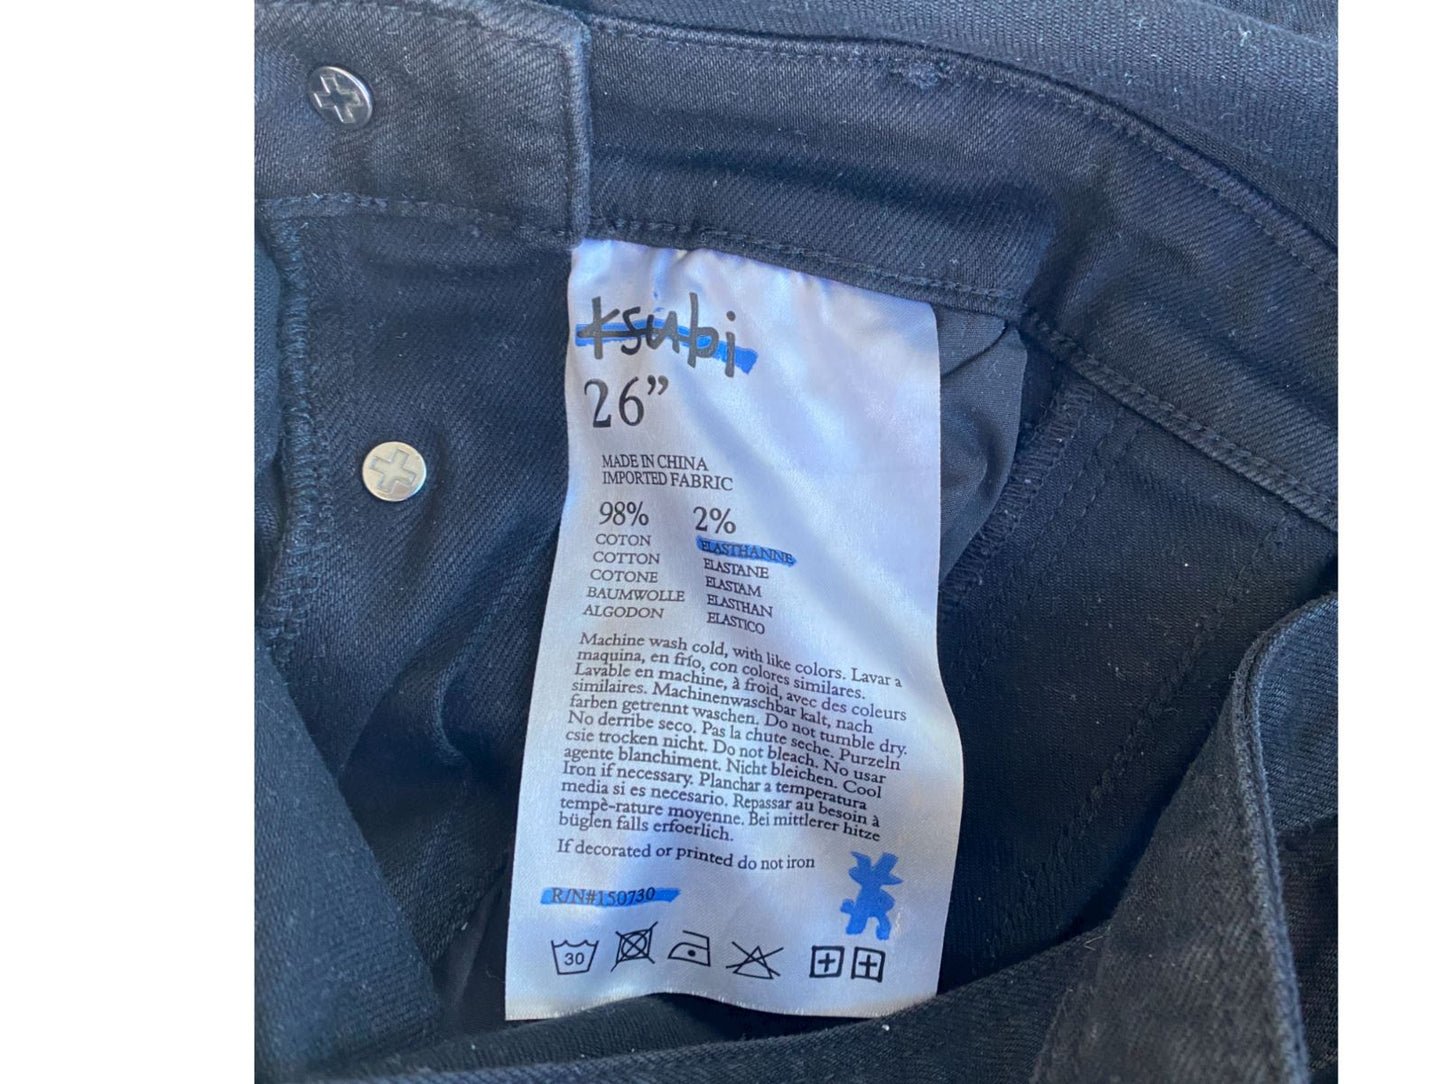 ksubi
26”
MADE IN CHINA
IMPORTED FABRIC
98% 2%
COTON ELASTHANNE
COTTON ELASTANE
COTONE ELASTAM
BAUMWOLLE ELASTHAN
ALGODON ELASTICO
Machine wash cold, with like colors. Lavar a
maquina, en frío, con colores similares.
Lavable en machine, à froid, avec des couleurs
similaires. Machinenwaschbar kalt, nach
farben getrennt waschen. Do not tumble dry.
No derribe seco. Pas la chute seche. Purzeln
csie trocken nicht. Do not bleach. No usar
agente blanchiment. Nicht bleichen. Cool
Iron if necessary. Planchar a temperatura
media si es necesario. Repassar au besoin à
tempè-rature moyenne. Bei mittlerer hitze
büglen falls erfoerlich.
If decorated or printed do not iron
R/N#150730
30